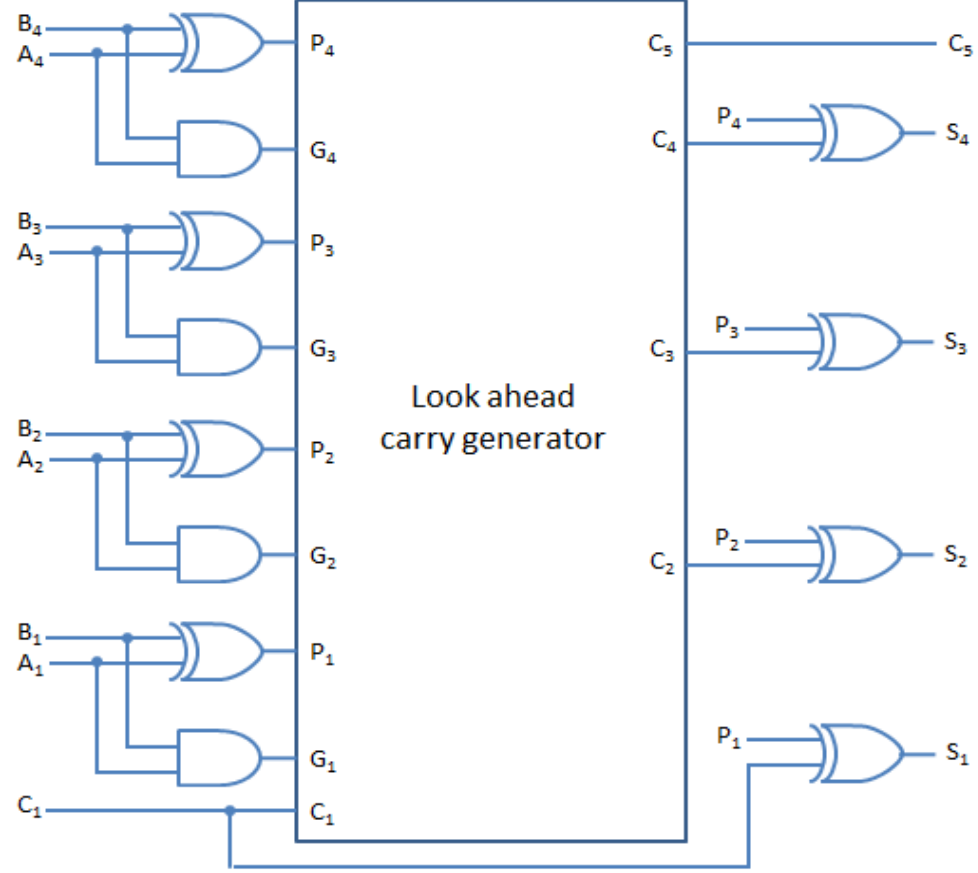 B₄
A₄
P₄
G₄
B₃
A₃
P₃
G₃
B₂
A₂
P₂
G₂
B₁
A₁
P₁
G₁
C₁
C₁
Look ahead
carry generator
C₅
C₅
P₄
C₄
S₄
P₃
C₃
S₃
P₂
C₂
S₂
P₁
S₁